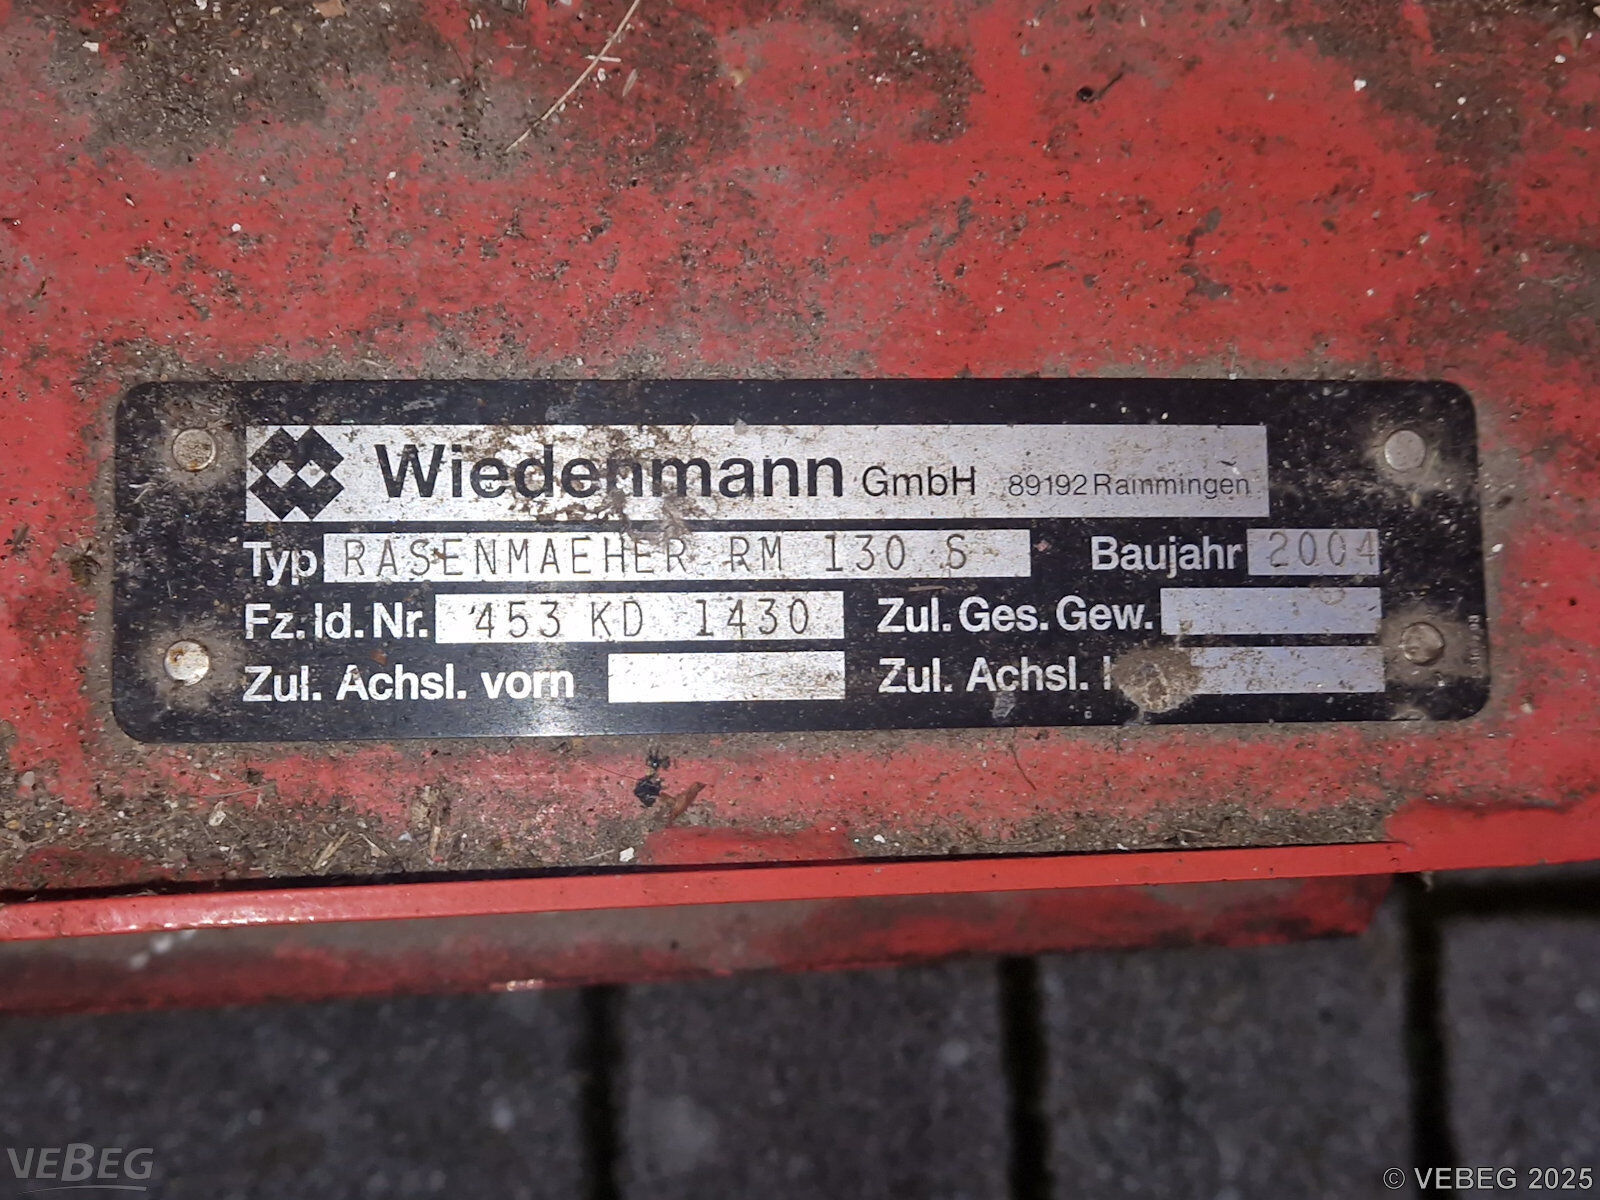 Wiedenmann GmbH 89192 Rammingen
Typ RASENMAEHER RM 130 S Baujahr 2004
Fz. Id. Nr. 453 KD 1430 Zul. Ges. Gew.
Zul. Achsl. vorn Zul. Achsl.
VEBEG
© VEBEG 2025